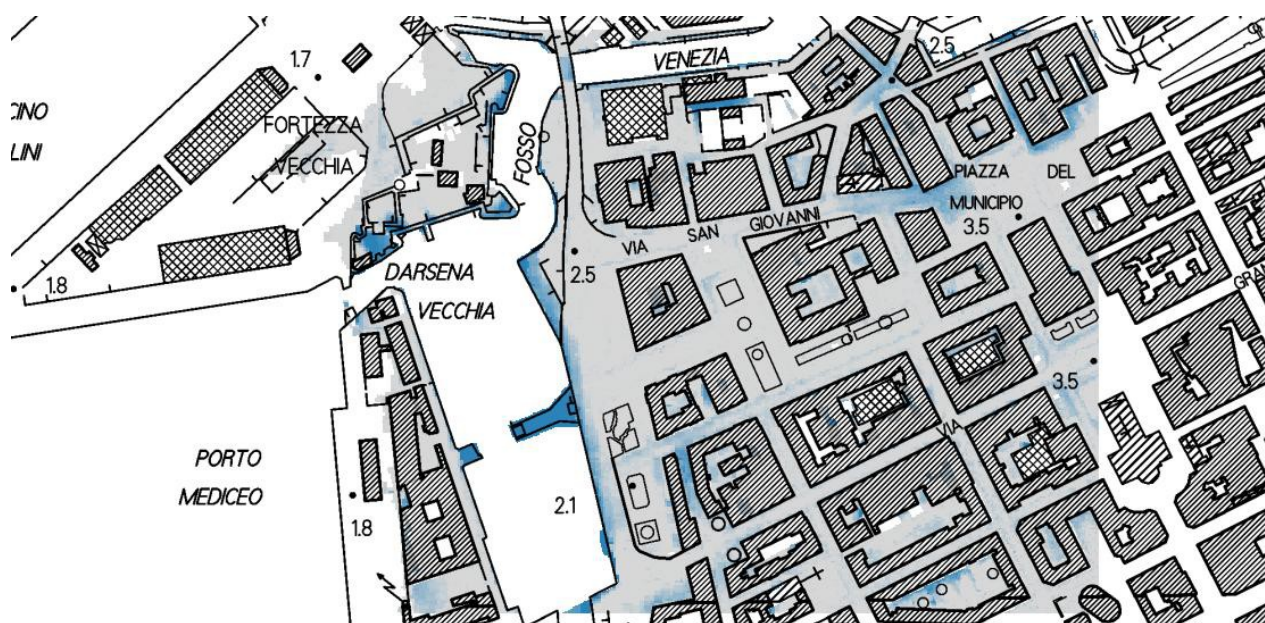 1.7
VENEZIA
2.5
CINO
LINI
FORTEZZA
VECCHIA
FOSSO
PIAZZA DEL
MUNICIPIO
3.5
VIA SAN GIOVANNI
GRA
1.8
DARSENA
VECCHIA
2.5
3.5
VIA
PORTO
MEDICEO
2.1
1.8